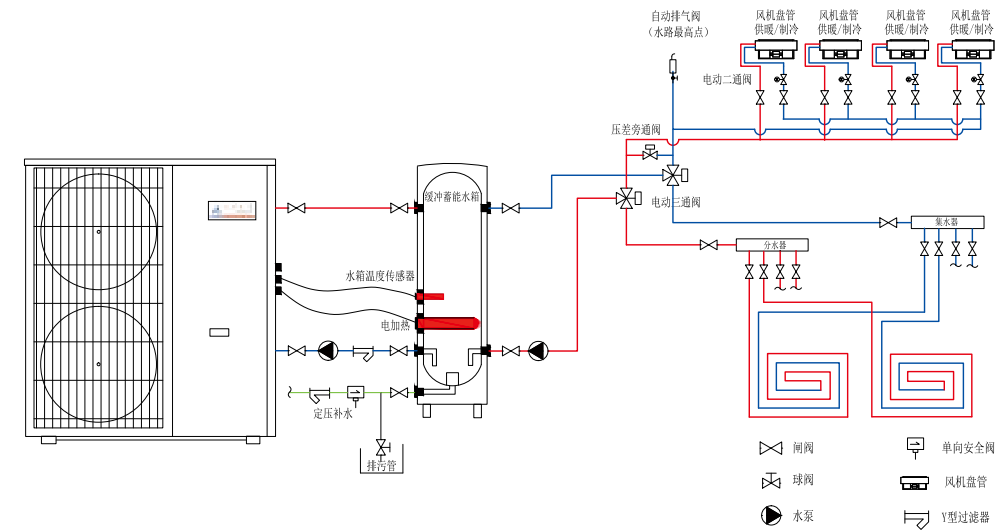 自动排气阀
（水路最高点）
风机盘管
供暖/制冷
风机盘管
供暖/制冷
风机盘管
供暖/制冷
风机盘管
供暖/制冷
电动二通阀
压差旁通阀
缓冲蓄能水箱
电动三通阀
集水器
分水器
水箱温度传感器
电加热
定压补水
排污管
闸阀
单向安全阀
球阀
风机盘管
水泵
Y型过滤器